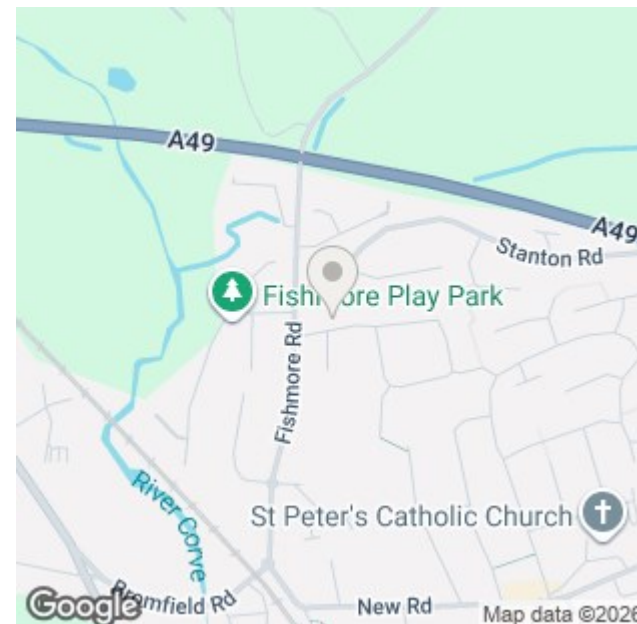 A49
A49
Stanton Rd
Fishmore Play Park
Fishmore Rd
St Peter's Catholic Church
River Corve
Bromfield Rd
New Rd
Google
Map data ©2026